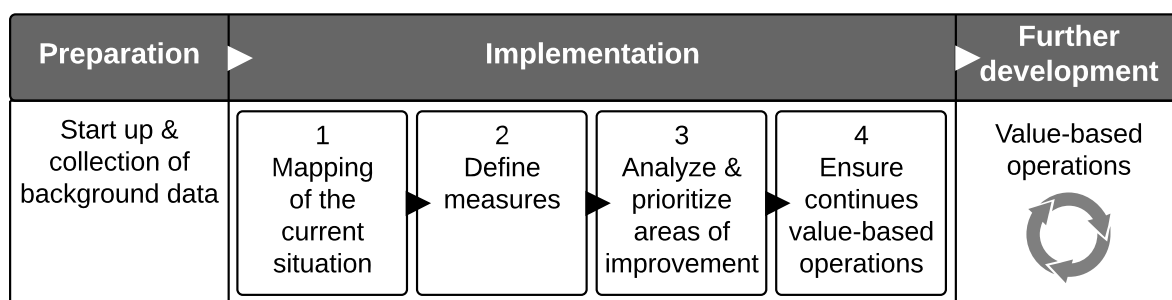 Preparation
Implementation
Further
development
Start up &
collection of
background data
1
Mapping
of the
current
situation
2
Define
measures
3
Analyze &
prioritize
areas of
improvement
4
Ensure
continues
value-based
operations
Value-based
operations